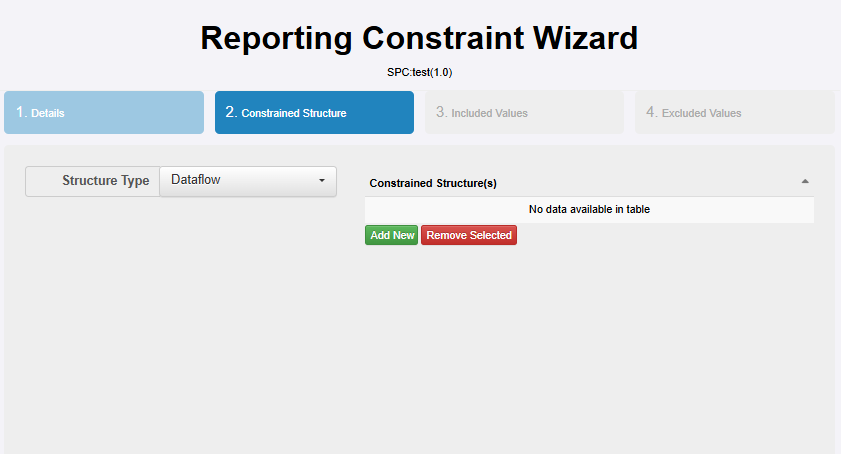 Reporting Constraint Wizard
SPC:test(1.0)
1. Details
2. Constrained Structure
3. Included Values
4. Excluded Values
Structure Type
Dataflow
Constrained Structure(s)
No data available in table
Add New
Remove Selected